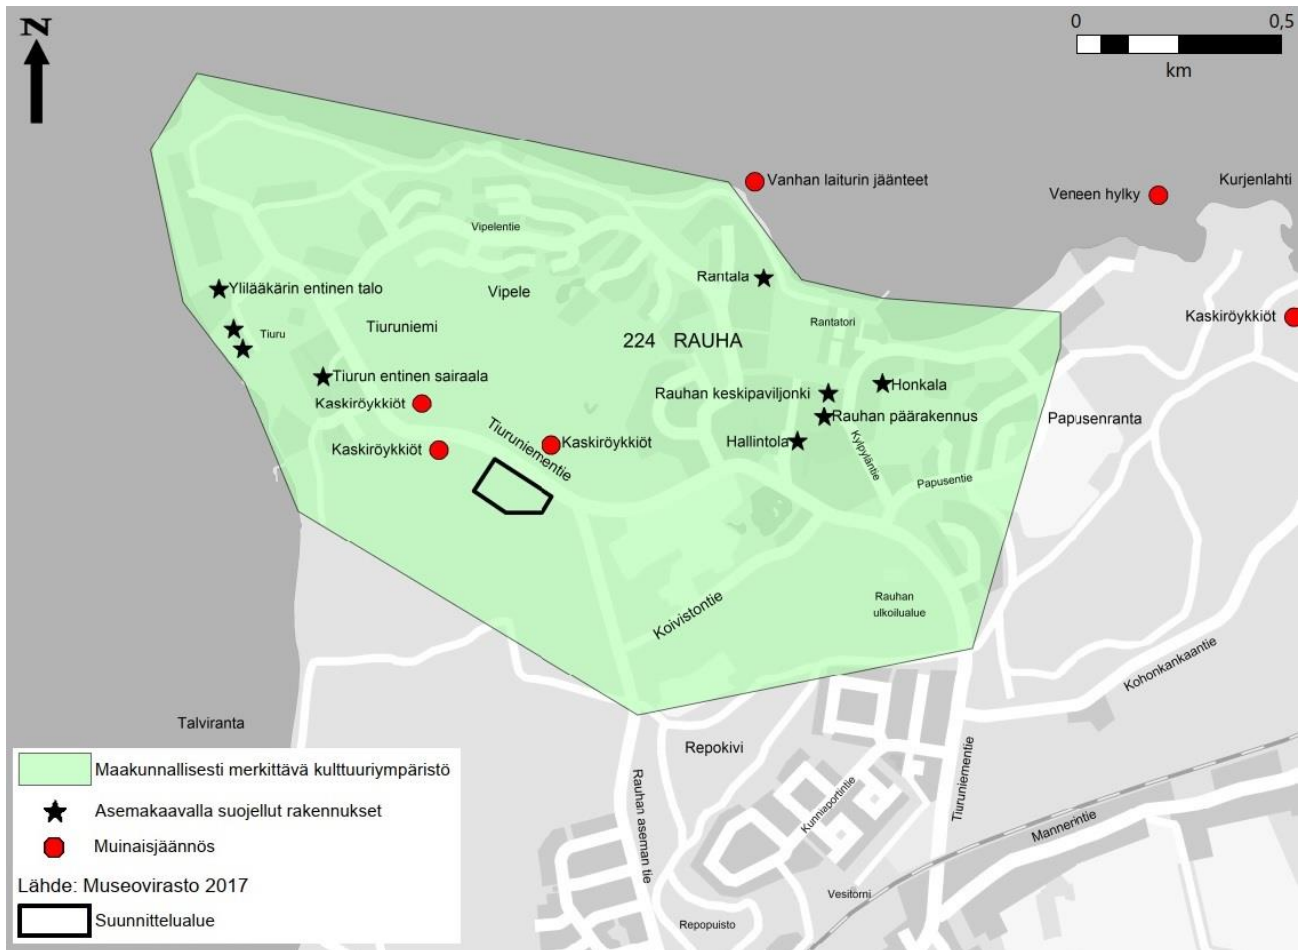 N
0 0,5
km
Vanhan laiturin jäänteet
Kurjenlahti
Veneen hylky
Vipelentie
Rantala
Ylilääkärin entinen talo
Vipele
Kaskiröykkiöt
Tiuruniemi
Tiuru
Rantatori
224 RAUHA
Tiurun entinen sairaala
Honkala
Rauhan keskipaviljonki
Kaskiröykkiöt
Rauhan päärakennus
Papusenranta
Tiuruniementie
Kaskiröykkiöt
Hallintola
Kylpyläntie
Kaskiröykkiöt
Papusentie
Rauhan
ulkoilualue
Koivistontie
Kohonkankaantie
Talviranta
Repokivi
Rauhan aseman tie
Kunniaportintie
Tiuruniementie
Mannerintie
Vesitorni
Repopuisto
Maakunnallisesti merkittävä kulttuuriympäristö
Asemakaavalla suojellut rakennukset
Muinaisjäännös
Lähde: Museovirasto 2017
Suunnittelualue